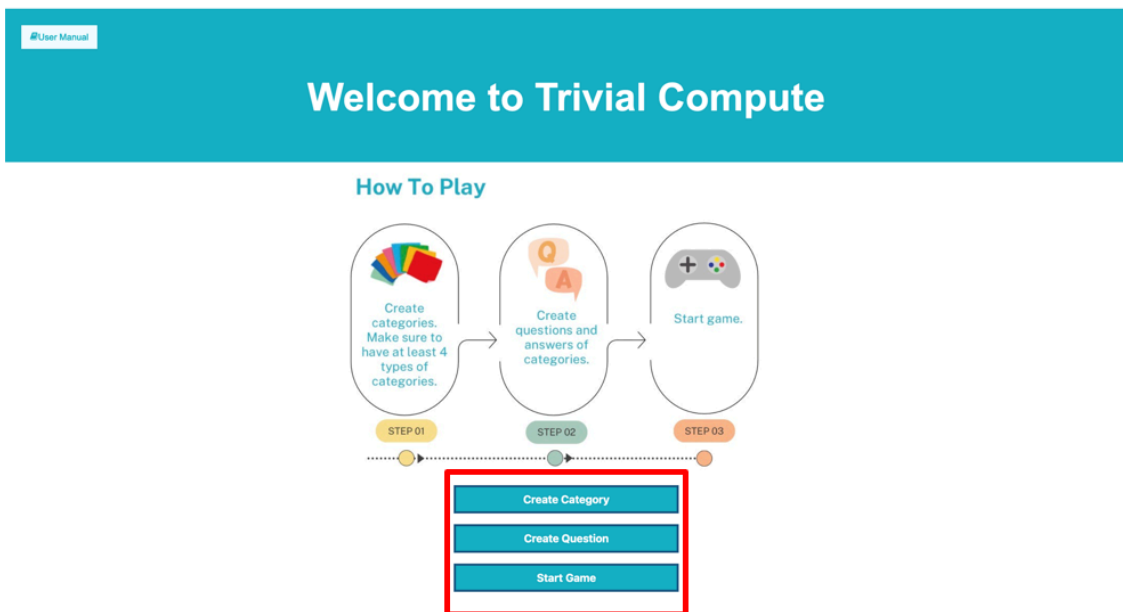 User Manual
Welcome to Trivial Compute
How To Play
Create
categories.
Make sure to
have at least 4
types of
categories.
Q
A
Create
questions and
answers of
categories.
Start game.
STEP 01
STEP 02
STEP 03
Create Category
Create Question
Start Game